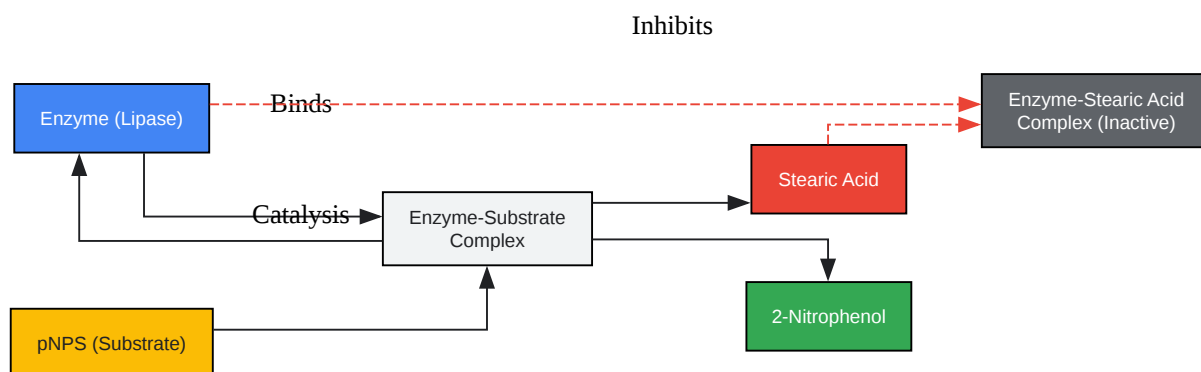 Inhibits
Enzyme (Lipase)
Binds
Enzyme-Stearic Acid
Complex (Inactive)
Stearic Acid
Catalysis
Enzyme-Substrate
Complex
2-Nitrophenol
pNPS (Substrate)